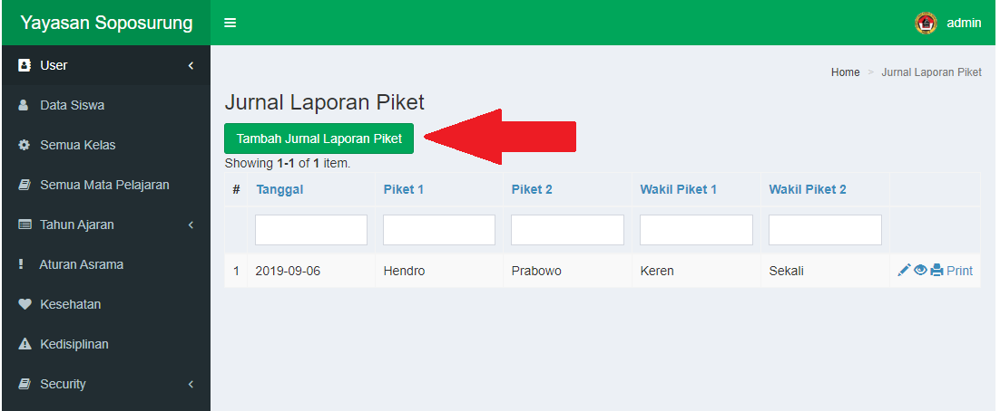 Yayasan Soposurung
admin
User
Data Siswa
Semua Kelas
Semua Mata Pelajaran
Tahun Ajaran
Aturan Asrama
Kesehatan
Kedisiplinan
Security
Home > Jurnal Laporan Piket
Jurnal Laporan Piket
Tambah Jurnal Laporan Piket
Showing 1-1 of 1 item.
# Tanggal Piket 1 Piket 2 Wakil Piket 1 Wakil Piket 2
1 2019-09-06 Hendro Prabowo Keren Sekali Print